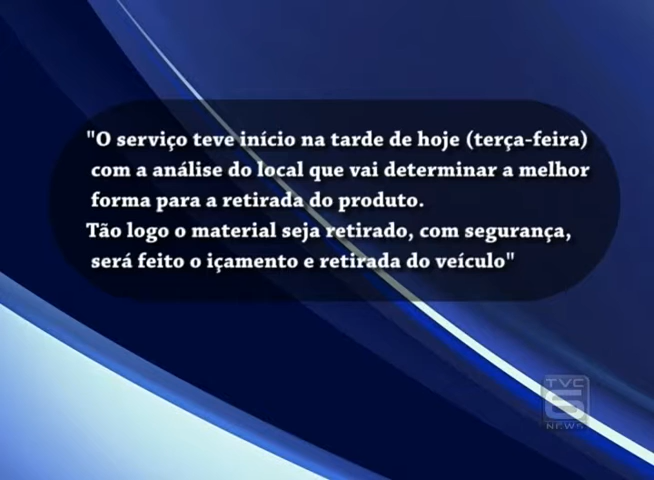 "O serviço teve início na tarde de hoje (terça-feira)
com a análise do local que vai determinar a melhor
forma para a retirada do produto.
Tão logo o material seja retirado, com segurança,
será feito o içamento e retirada do veículo"
TVC
6
NEWS